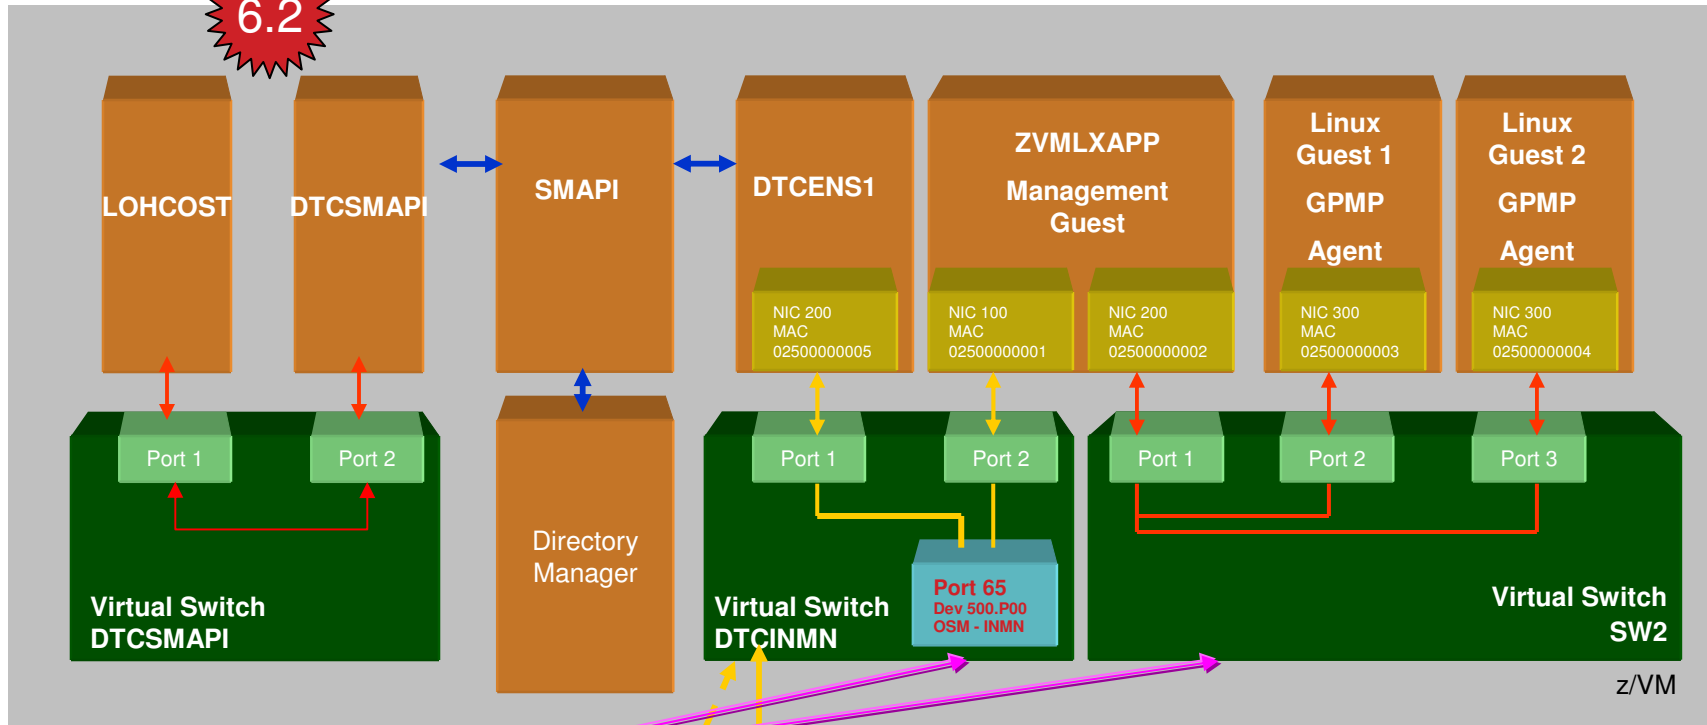 6.2
LOHCOST
DTCSMAPI
SMAPI
DTCENS1
ZVMLXAPP
Management
Guest
Linux
Guest 1
GPMP
Agent
Linux
Guest 2
GPMP
Agent
NIC 200
MAC
02500000005
NIC 100
MAC
02500000001
NIC 200
MAC
02500000002
NIC 300
MAC
02500000003
NIC 300
MAC
02500000004
Port 1
Port 2
Virtual Switch
DTCSMAPI
Directory
Manager
Port 1
Port 2
Port 65
Dev 500.P00
OSM - INMN
Virtual Switch
DTCINMN
Port 1
Port 2
Port 3
Virtual Switch
SW2
z/VM